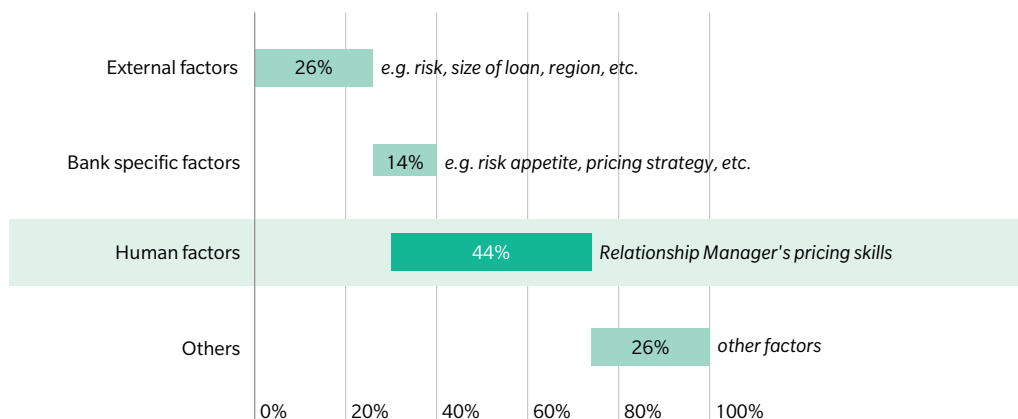 External factors 26% e.g. risk, size of loan, region, etc.
Bank specific factors 14% e.g. risk appetite, pricing strategy, etc.
Human factors 44% Relationship Manager's pricing skills
Others 26% other factors
0% 20% 40% 60% 80% 100%